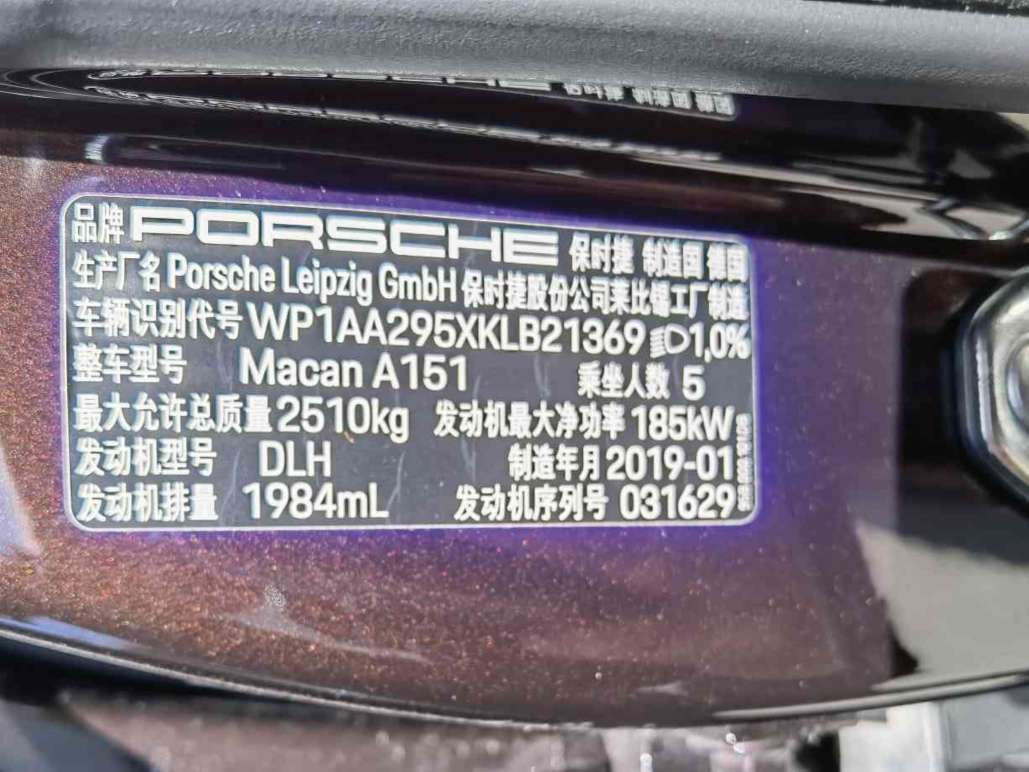 品牌 PORSCHE 保时捷 制造国 德国
生产厂名 Porsche Leipzig GmbH 保时捷股份公司莱比锡工厂制造
车辆识别代号 WP1AA295XKLB21369 1,0%
整车型号 Macan A151 乘坐人数 5
最大允许总质量 2510kg 发动机最大净功率 185kW
发动机型号 DLH 制造年月 2019-01
发动机排量 1984mL 发动机序列号 031629